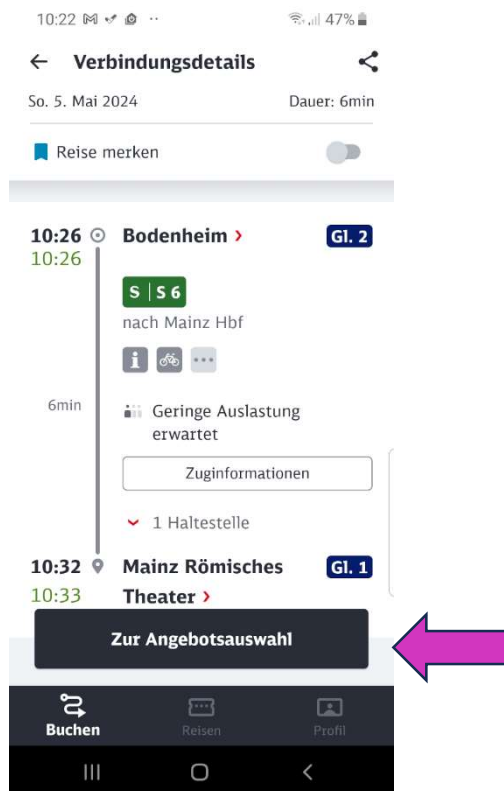 10:22 47%
Verbindungsdetails
So. 5. Mai 2024 Dauer: 6min
Reise merken
10:26 Bodenheim Gl. 2
10:26
S S 6
nach Mainz Hbf
i
6min Geringe Auslastung
erwartet
Zuginformationen
1 Haltestelle
10:32 Mainz Römisches Gl. 1
10:33 Theater
Zur Angebotsauswahl
Buchen Reisen Profil